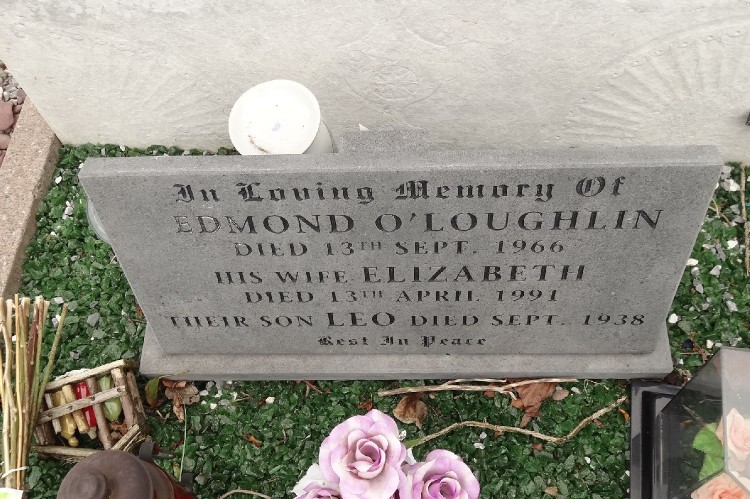 In Loving Memory Of
EDMOND O'LOUGHLIN
DIED 13TH SEPT. 1966
HIS WIFE ELIZABETH
DIED 13TH APRIL 1991
THEIR SON LEO DIED SEPT. 1938
Rest In Peace